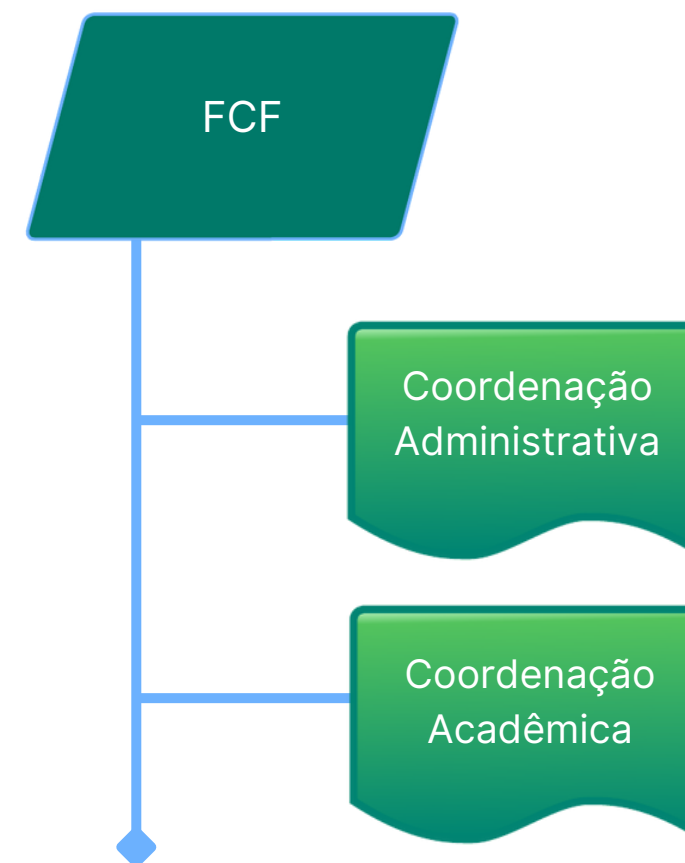 FCF
Coordenação
Administrativa
Coordenação
Acadêmica